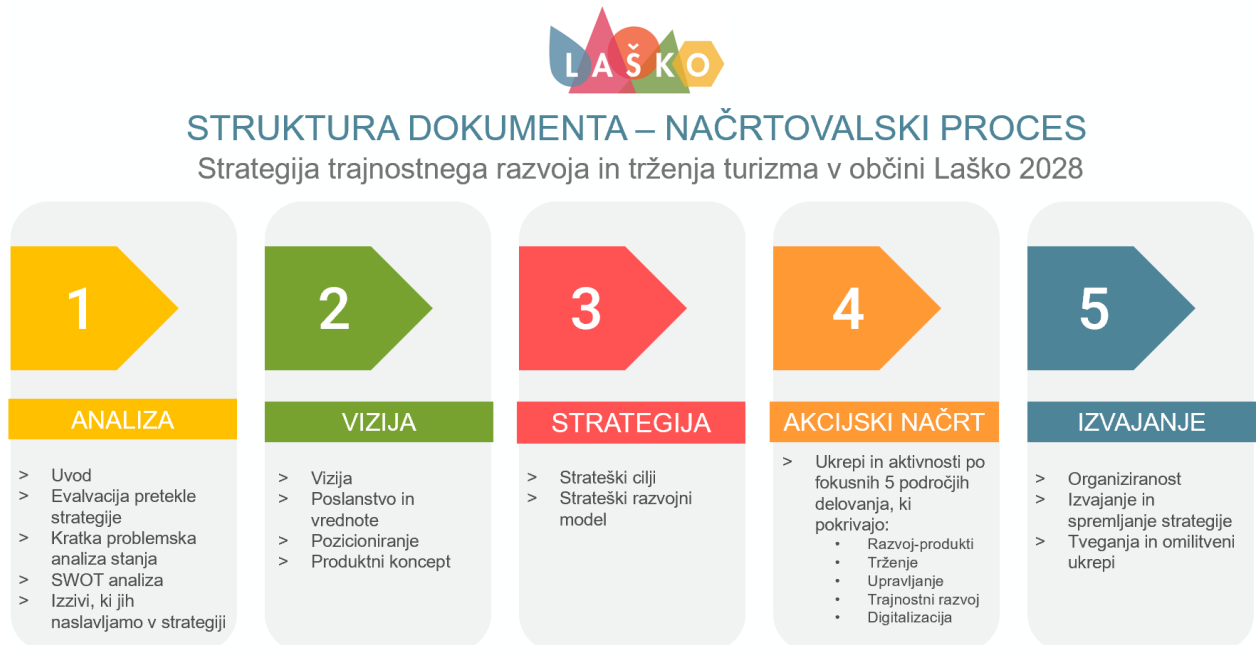 LAŠKO
STRUKTURA DOKUMENTA – NAČRTOVALSKI PROCES
Strategija trajnostnega razvoja in trženja turizma v občini Laško 2028
1
ANALIZA
> Uvod
> Evalvacija pretekle
strategije
> Kratka problemska
analiza stanja
> SWOT analiza
> Izzivi, ki jih
naslavljamo v strategiji
2
VIZIJA
> Vizija
> Poslanstvo in
vrednote
> Pozicioniranje
> Produktni koncept
3
STRATEGIJA
> Strateški cilji
> Strateški razvojni
model
4
AKCIJSKI NAČRT
> Ukrepi in aktivnosti po
fokusnih 5 področjih
delovanja, ki
pokrivajo:
• Razvoj-produkti
• Trženje
• Upravljanje
• Trajnostni razvoj
• Digitalizacija
5
IZVAJANJE
> Organiziranost
> Izvajanje in
spremljanje strategije
> Tveganja in omilitveni
ukrepi